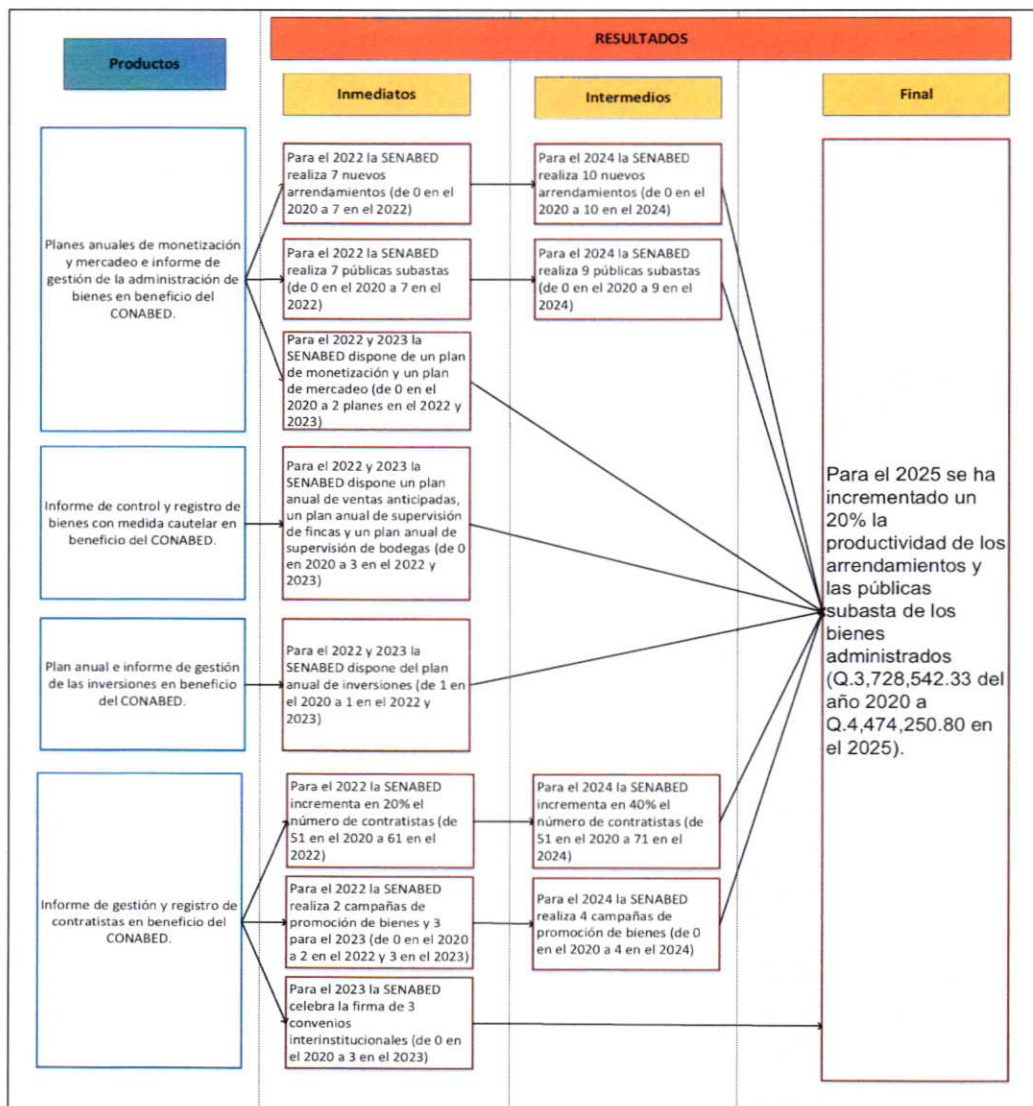 RESULTADOS
Productos
Inmediatos
Intermedios
Final
Planes anuales de monetización
y mercadeo e informe de
gestión de la administración de
bienes en beneficio del
CONABED.
Para el 2022 la SENABED
realiza 7 nuevos
arrendamientos (de 0 en el
2020 a 7 en el 2022)
Para el 2024 la SENABED
realiza 10 nuevos
arrendamientos (de 0 en el
2020 a 10 en el 2024)
Para el 2022 la SENABED
realiza 7 públicas subastas
(de 0 en el 2020 a 7 en el
2022)
Para el 2024 la SENABED
realiza 9 públicas subastas
(de 0 en el 2020 a 9 en el
2024)
Para el 2022 y 2023 la
SENABED dispone de un plan
de monetización y un plan
de mercadeo (de 0 en el
2020 a 2 planes en el 2022 y
2023)
Informe de control y registro de
bienes con medida cautelar en
beneficio del CONABED.
Para el 2022 y 2023 la
SENABED dispone un plan
anual de ventas anticipadas,
un plan anual de supervisión
de fincas y un plan anual de
supervisión de bodegas (de 0
en 2020 a 3 en el 2022 y
2023)
Plan anual e informe de gestión
de las inversiones en beneficio
del CONABED.
Para el 2022 y 2023 la
SENABED dispone del plan
anual de inversiones (de 1 en
el 2020 a 1 en el 2022 y
2023)
Informe de gestión y registro de
contratistas en beneficio del
CONABED.
Para el 2022 la SENABED
incrementa en 20% el
número de contratistas (de
51 en el 2020 a 61 en el
2022)
Para el 2024 la SENABED
incrementa en 40% el
número de contratistas (de
51 en el 2020 a 71 en el
2024)
Para el 2022 la SENABED
realiza 2 campañas de
promoción de bienes y 3
para el 2023 (de 0 en el 2020
a 2 en el 2022 y 3 en el 2023)
Para el 2024 la SENABED
realiza 4 campañas de
promoción de bienes (de 0
en el 2020 a 4 en el 2024)
Para el 2023 la SENABED
celebra la firma de 3
convenios
interinstitucionales (de 0 en
el 2020 a 3 en el 2023)
Para el 2025 se ha
incrementado un
20% la
productividad de los
arrendamientos y
las públicas
subasta de los
bienes
administrados
(Q.3,728,542.33 del
año 2020 a
Q.4,474,250.80 en
el 2025).